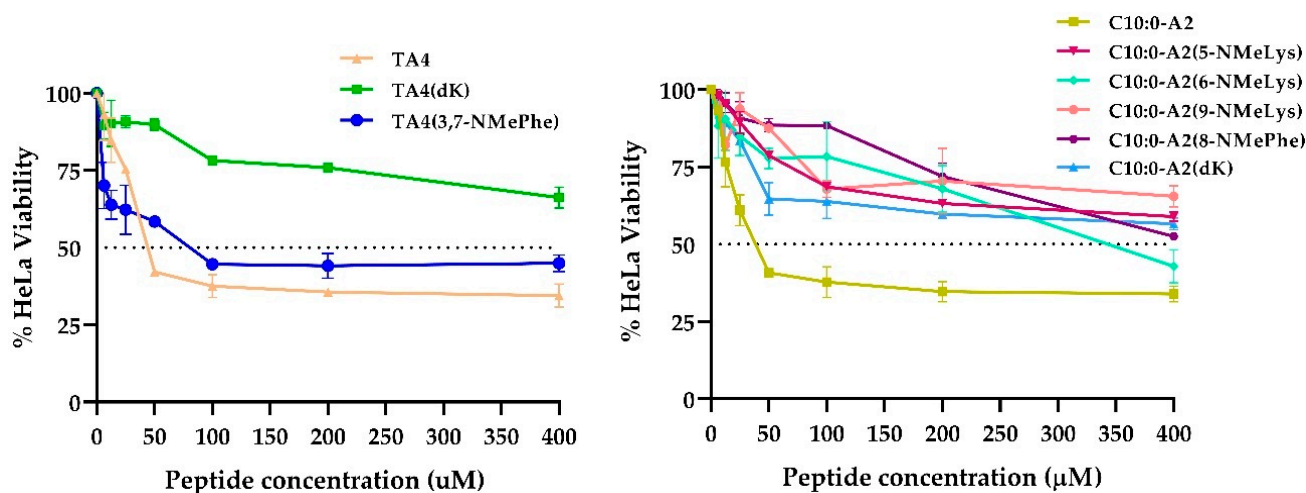 TA4
TA4(dK)
TA4(3,7-NMePhe)
% HeLa Viability
100
75
50
25
0
0 50 100 150 200 250 300 350 400
Peptide concentration (uM)
C10:0-A2
C10:0-A2(5-NMeLys)
C10:0-A2(6-NMeLys)
C10:0-A2(9-NMeLys)
C10:0-A2(8-NMePhe)
C10:0-A2(dK)
% HeLa Viability
100
75
50
25
0
0 50 100 150 200 250 300 350 400
Peptide concentration (μM)